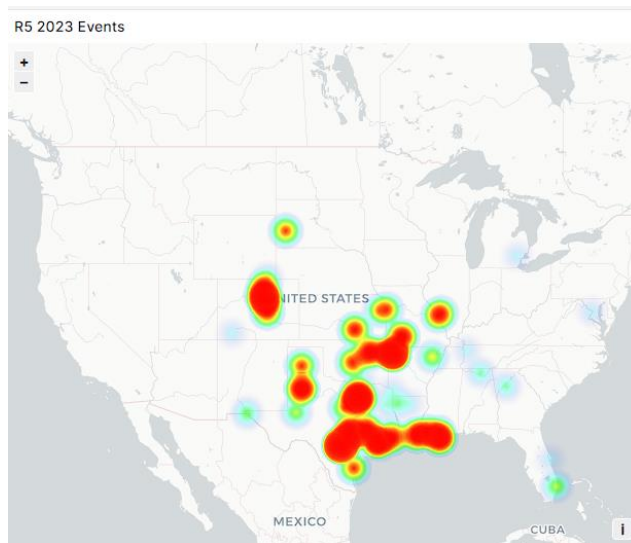 R5 2023 Events
+
−
UNITED STATES
MEXICO
CUBA
i